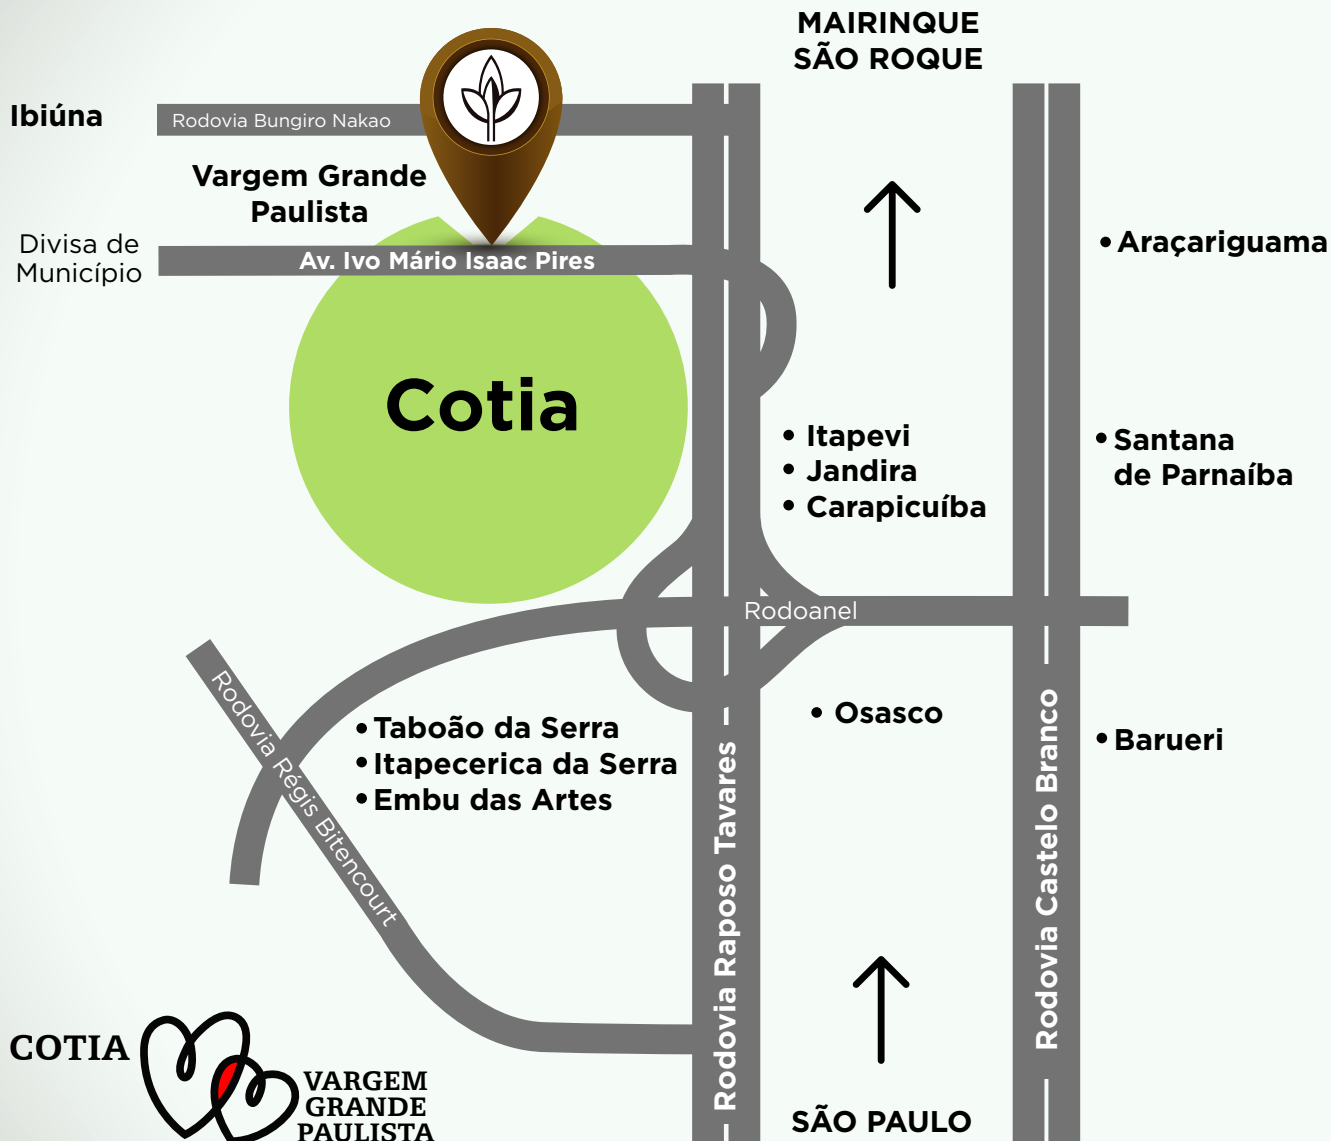 MAIRINQUE
SÃO ROQUE
Ibiúna
Rodovia Bungiro Nakao
Vargem Grande
Paulista
Divisa de
Município
Av. Ivo Mário Isaac Pires
• Araçariguama
Cotia
• Itapevi
• Jandira
• Carapicuíba
• Santana
de Parnaíba
Rodoanel
Rodovia Régis Bitencourt
• Taboão da Serra
• Itapecerica da Serra
• Embu das Artes
• Osasco
• Barueri
Rodovia Raposo Tavares
Rodovia Castelo Branco
COTIA
VARGEM
GRANDE
PAULISTA
SÃO PAULO